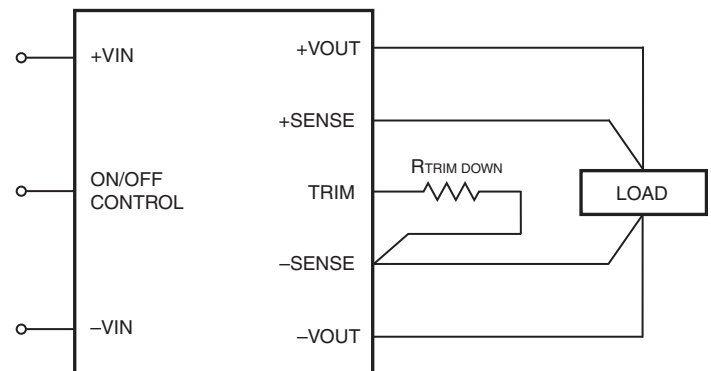 +VIN
ON/OFF
CONTROL
–VIN
+VOUT
+SENSE
TRIM
–SENSE
–VOUT
RTRIM DOWN
LOAD